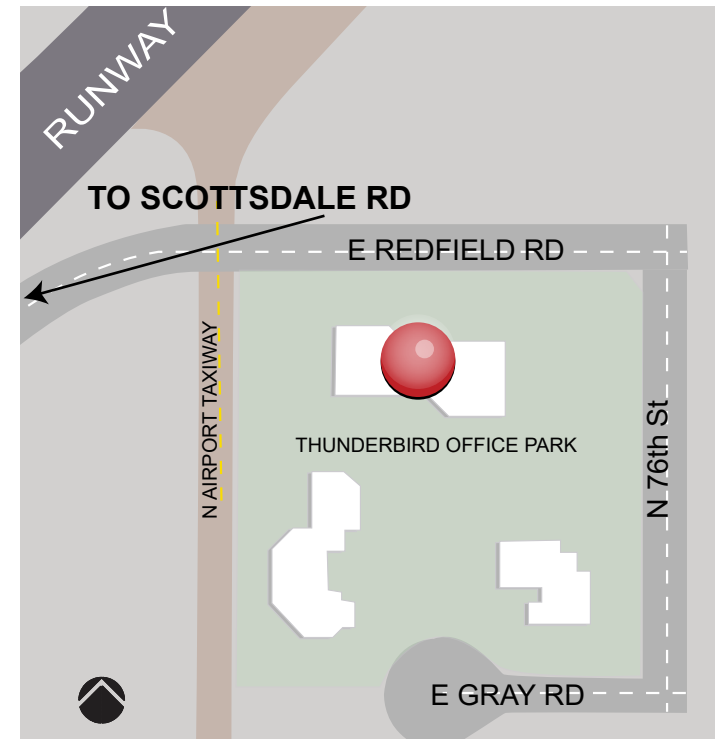 RUNWAY
TO SCOTTSDALE RD
E REDFIELD RD
N AIRPORT TAXIWAY
THUNDERBIRD OFFICE PARK
N 76th St
E GRAY RD